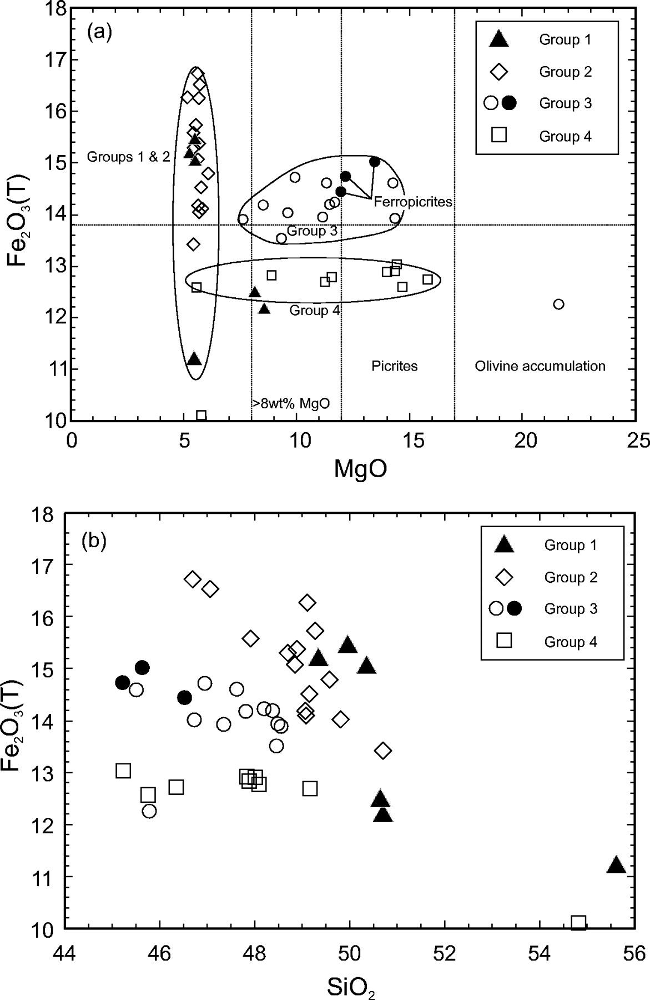 (a)
Group 1
Group 2
Group 3
Group 4
18
17
16
15
14
13
12
11
10
Fe₂O₃(T)
Groups 1 & 2
Ferropicrites
Group 3
Group 4
Picrites
Olivine accumulation
>8wt% MgO
0 5 10 15 20 25
MgO
(b)
Group 1
Group 2
Group 3
Group 4
18
17
16
15
14
13
12
11
10
Fe₂O₃(T)
44 46 48 50 52 54 56
SiO₂